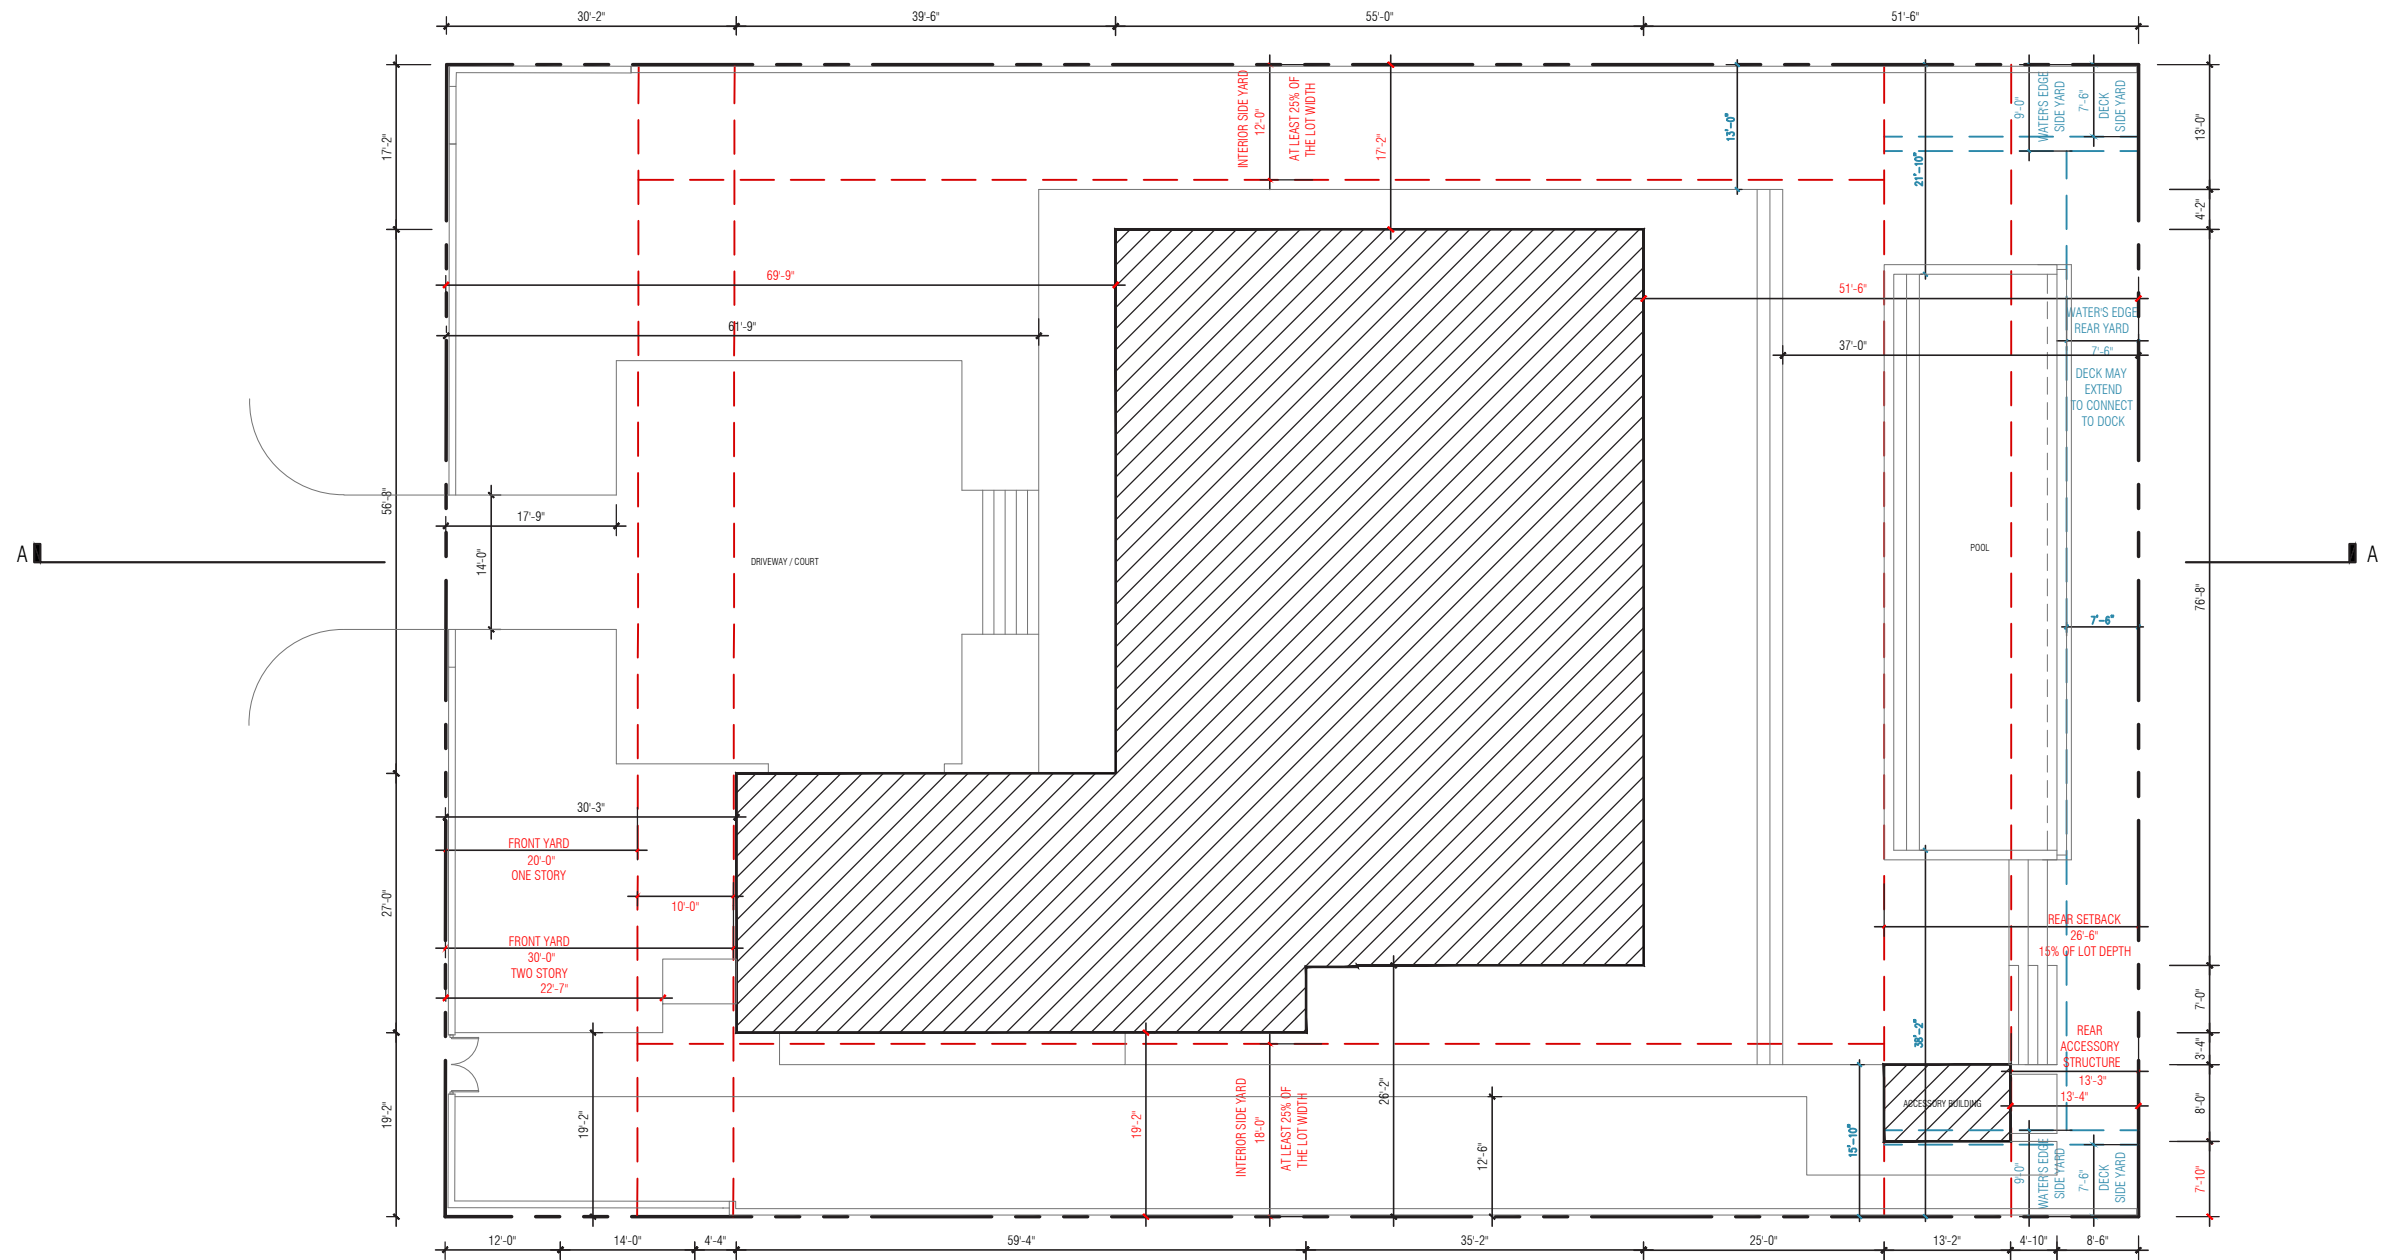 30'-2"
39'-6"
55'-0"
51'-6"
17'-2"
INTERIOR SIDE YARD
12'-0"
AT LEAST 25% OF
THE LOT WIDTH
17'-2"
13'-0"
21'-10"
9'-0"
WATER'S EDGE
SIDE YARD
7'-6"
DECK
SIDE YARD
13'-0"
4'-2"
69'-9"
51'-6"
61'-9"
37'-0"
WATER'S EDGE
REAR YARD
7'-6"
DECK MAY
EXTEND
TO CONNECT
TO DOCK
56'-8"
17'-9"
14'-0"
A
DRIVEWAY / COURT
POOL
A
76'-8"
7'-6"
30'-3"
FRONT YARD
20'-0"
ONE STORY
27'-0"
10'-0"
FRONT YARD
30'-0"
TWO STORY
22'-7"
REAR SETBACK
26'-6"
15% OF LOT DEPTH
7'-0"
38'-2"
REAR
ACCESSORY
STRUCTURE
13'-3"
13'-4"
3'-4"
8'-0"
ACCESSORY BUILDING
19'-2"
19'-2"
19'-2"
INTERIOR SIDE YARD
18'-0"
AT LEAST 25% OF
THE LOT WIDTH
26'-2"
12'-6"
15'-10"
9'-0"
WATER'S EDGE
SIDE YARD
7'-6"
DECK
SIDE YARD
7'-10"
12'-0"
14'-0"
4'-4"
59'-4"
35'-2"
25'-0"
13'-2"
4'-10"
8'-6"